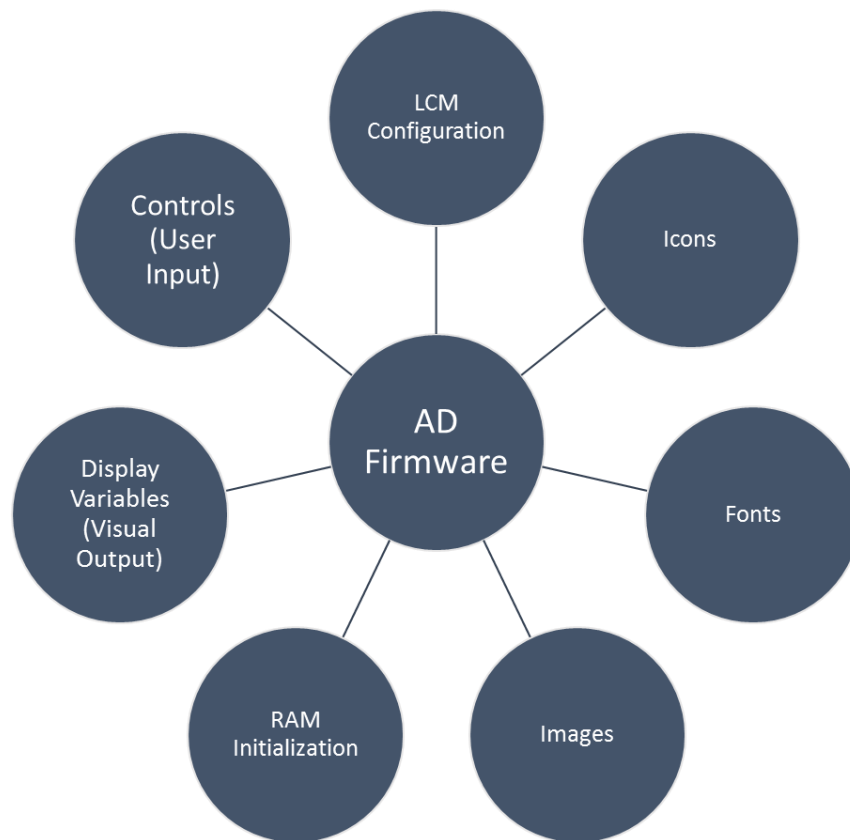 LCM
Configuration
Controls
(User
Input)
Icons
AD
Firmware
Display
Variables
(Visual
Output)
Fonts
RAM
Initialization
Images